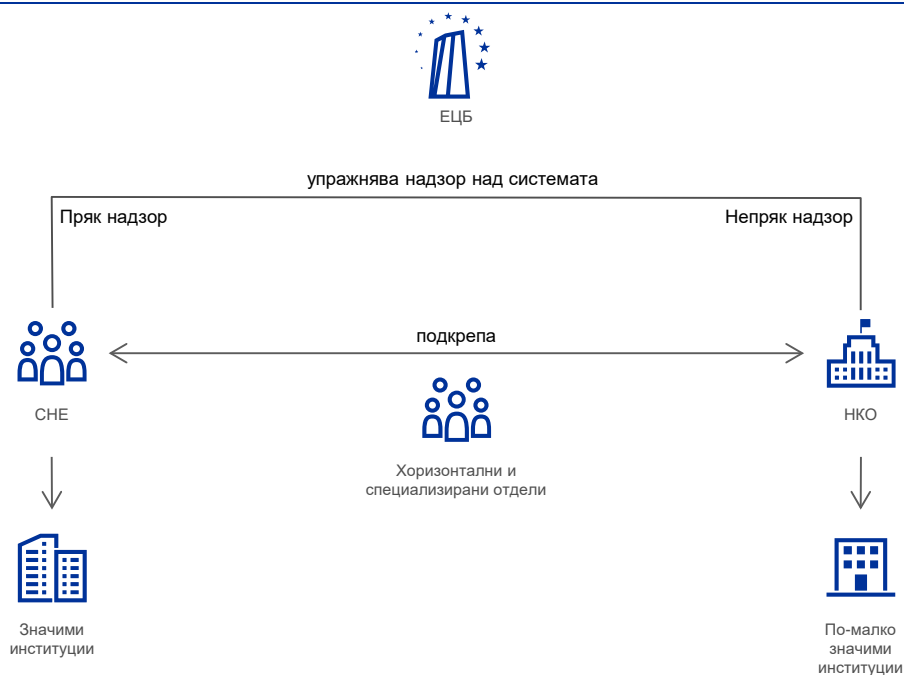 ЕЦБ
упражнява надзор над системата
Пряк надзор
Непряк надзор
подкрепа
СНЕ
НКО
Хоризонтални и
специализирани отдели
Значими
институции
По-малко
значими
институции